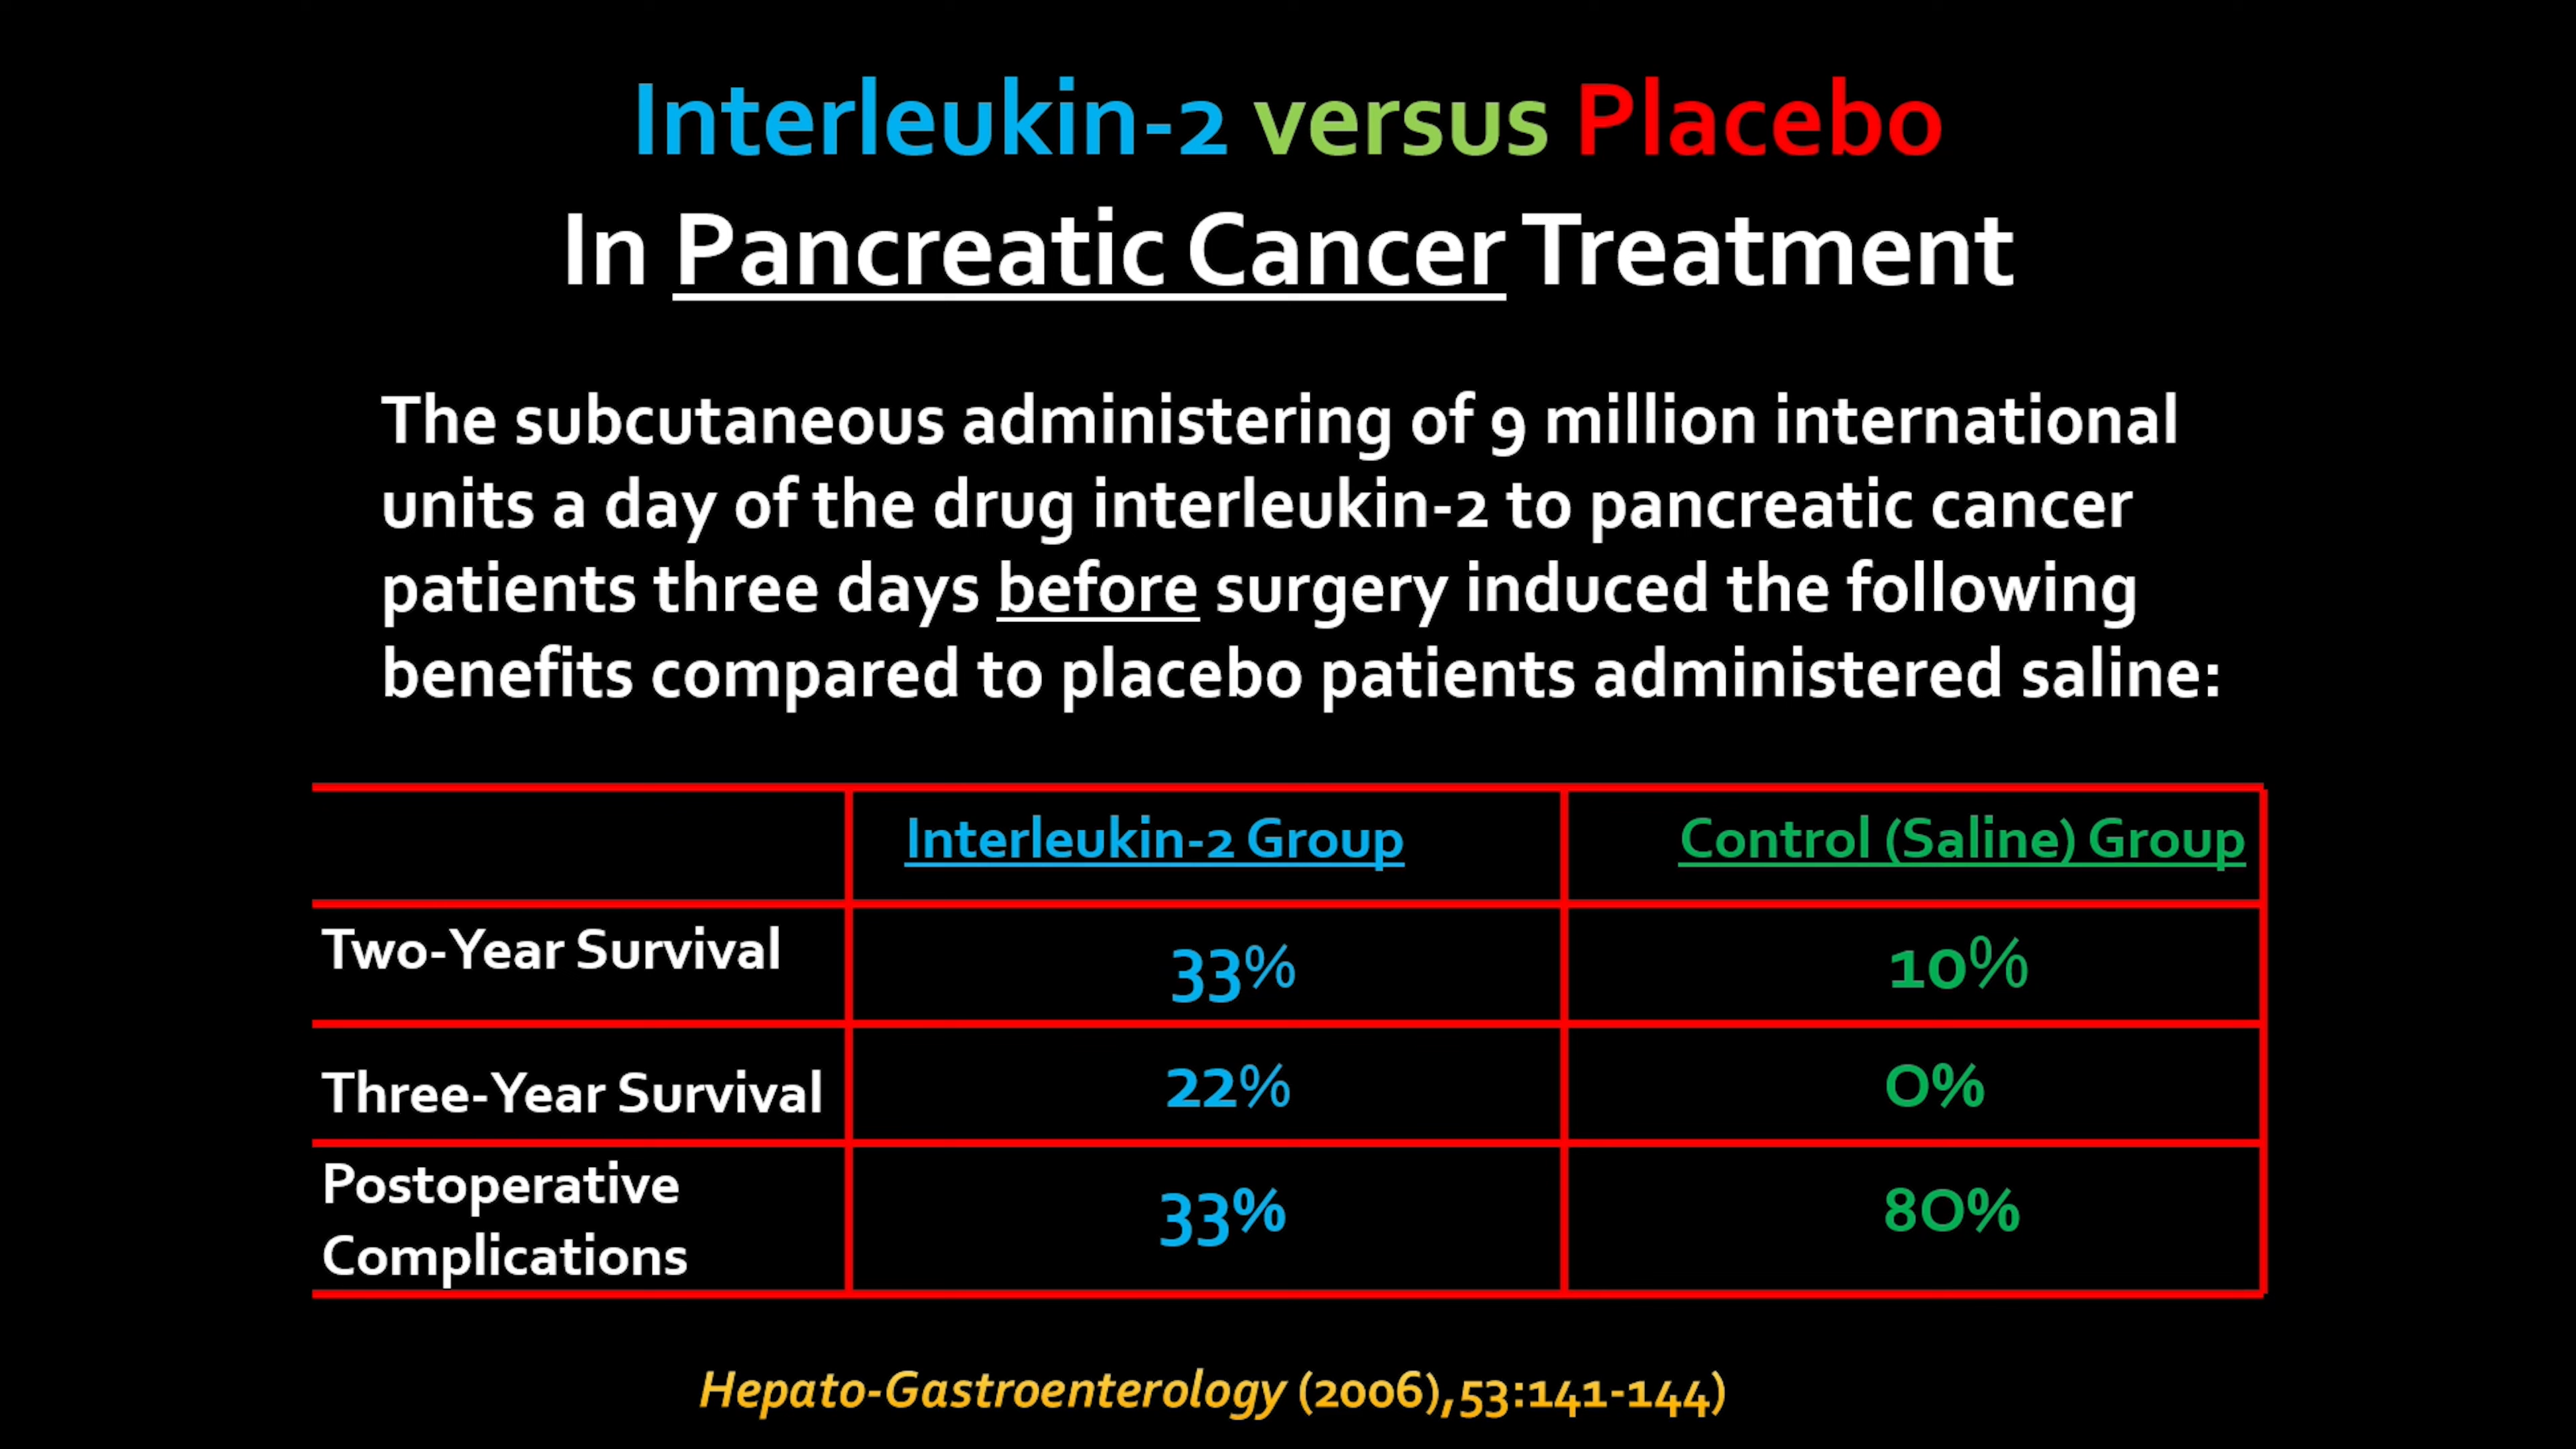 Interleukin-2 versus Placebo
In Pancreatic Cancer Treatment
The subcutaneous administering of 9 million international
units a day of the drug interleukin-2 to pancreatic cancer
patients three days before surgery induced the following
benefits compared to placebo patients administered saline:
Interleukin-2 Group Control (Saline) Group
Two-Year Survival 33% 10%
Three-Year Survival 22% 0%
Postoperative
Complications 33% 80%
Hepato-Gastroenterology (2006),53:141-144)